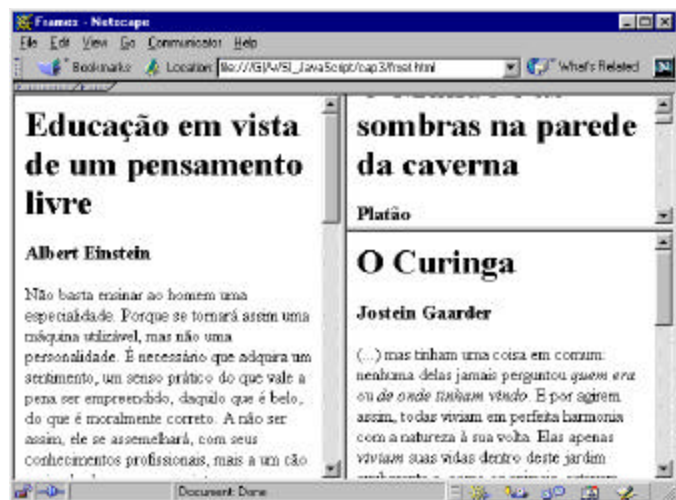 Frames - Netscape
File Edit View Go Communicator Help
Bookmarks Location: file:///G|/WSI_JavaScript/cap3/fset.html What's Related
Educação em vista
de um pensamento
livre
Albert Einstein
Não basta ensinar ao homem uma
especialidade. Porque se tornará assim uma
máquina utilizável, mas não uma
personalidade. É necessário que adquira um
sentimento, um senso prático do que vale a
pena ser empreendido, daquilo que é belo,
do que é moralmente correto. A não ser
assim, ele se assemelhará, com seus
conhecimentos profissionais, mais a um cão
sombras na parede
da caverna
Platão
O Curinga
Jostein Gaarder
(...) mas tinham uma coisa em comum:
nenhuma delas jamais perguntou quem era
ou de onde tinham vindo. E por agirem
assim, todas viviam em perfeita harmonia
com a natureza à sua volta. Elas apenas
viviam suas vidas dentro deste jardim
Document: Done